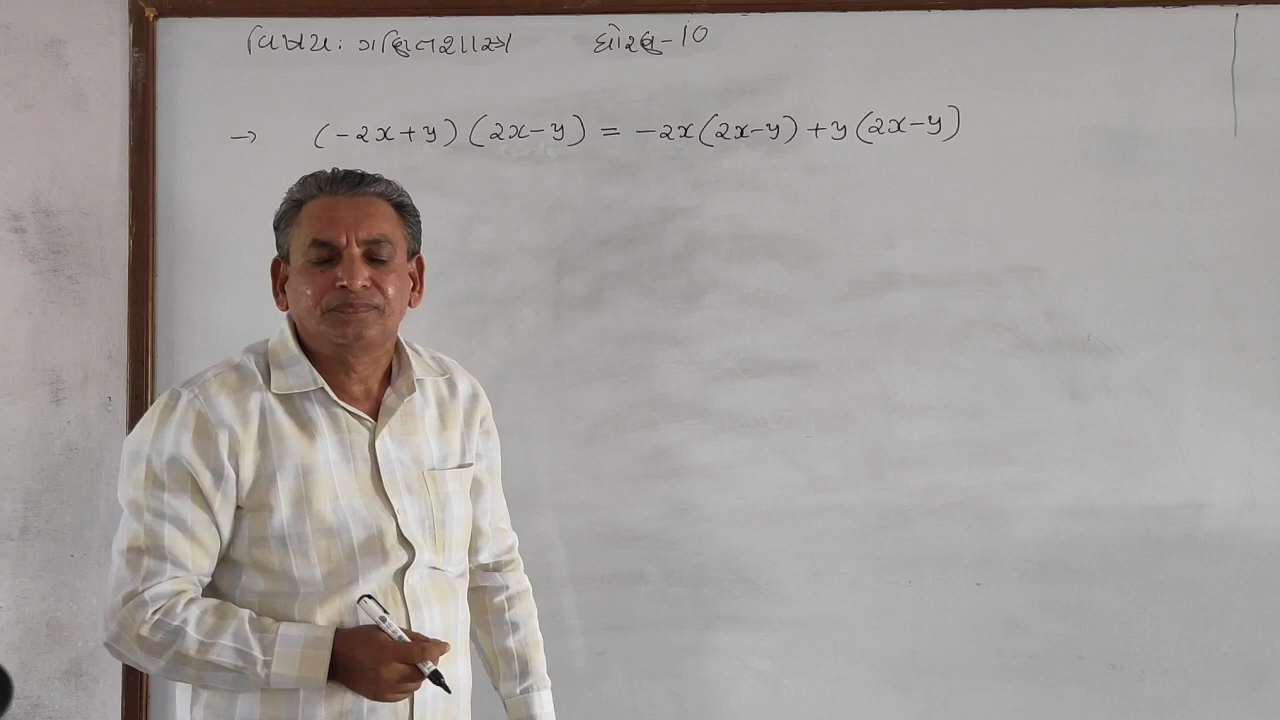 વિષય: ગણિતશાસ્ત્ર ધોરણ-10
→ (-2x+y)(2x-y) = -2x(2x-y)+y(2x-y)